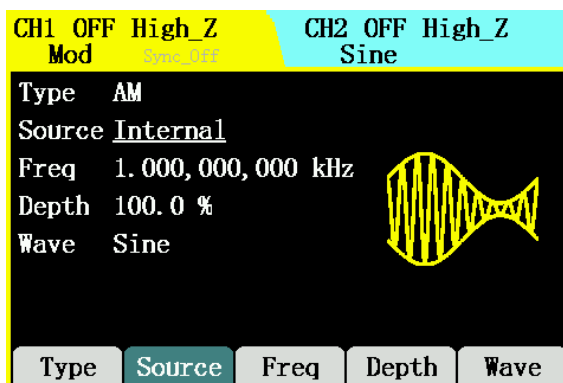 CH1 OFF High_Z
Mod Sync_Off
CH2 OFF High_Z
Sine
Type AM
Source Internal
Freq 1.000,000,000 kHz
Depth 100.0 %
Wave Sine
Type Source Freq Depth Wave